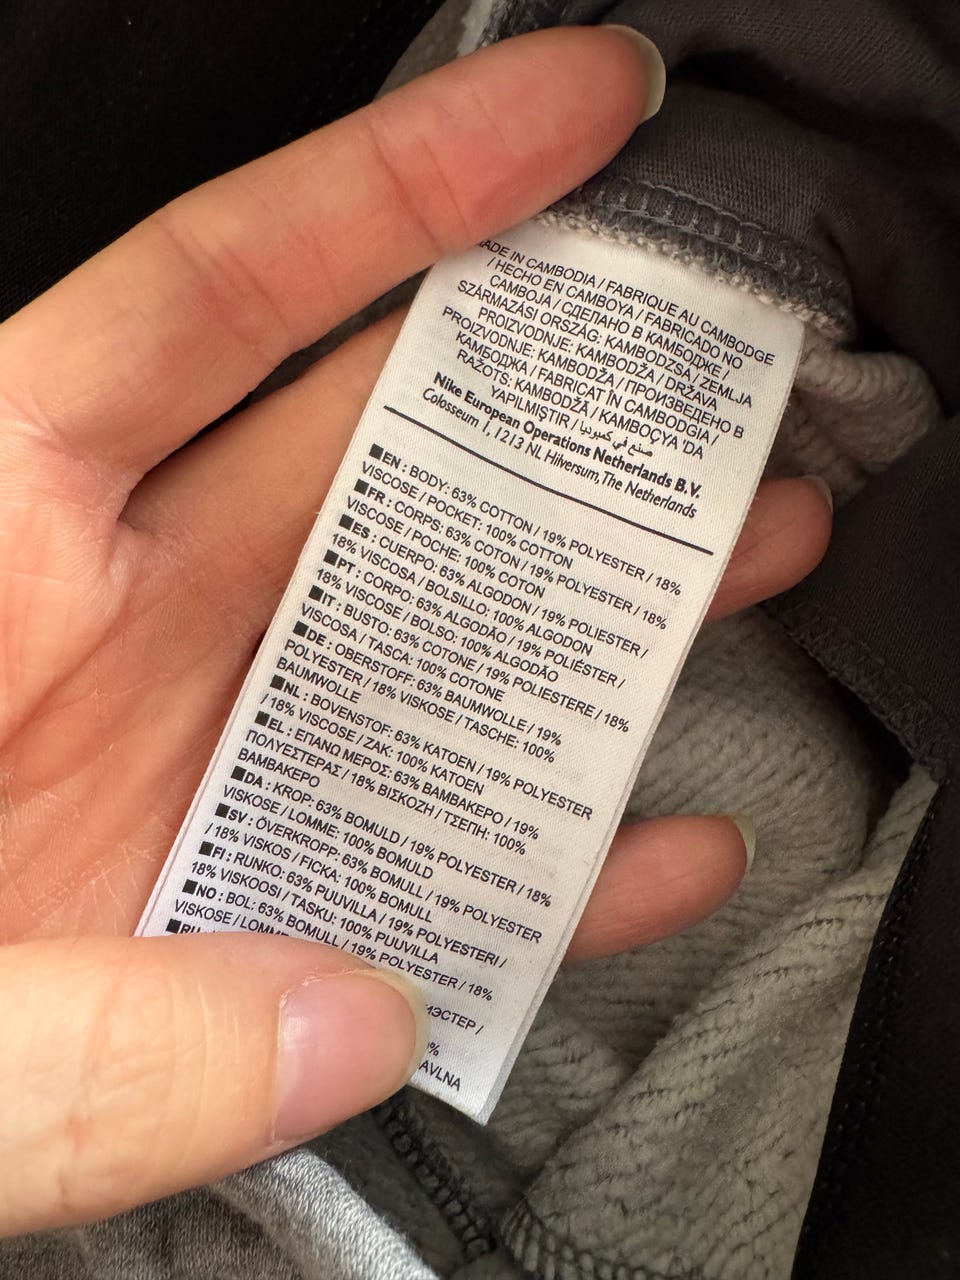 MADE IN CAMBODIA / FABRIQUE AU CAMBODGE
/ HECHO EN CAMBOYA / FABRICADO NO
CAMBOJA / СДЕЛАНО В КАМБОДЖЕ /
SZÁRMAZÁSI ORSZÁG: KAMBODZSA / ZEMLJA
PROIZVODNJE: KAMBODŽA / DRŽAVA
PROIZVODNJE: KAMBODŽA / ПРОИЗВЕДЕНО В
КАМБОДЖА / FABRICAT ÎN CAMBODGIA /
RAŽOTS: KAMBODŽĀ / KAMBOÇYA 'DA
YAPILMIŞTIR / صنع في كمبوديا
Nike European Operations Netherlands B.V.
Colosseum 1, 1213 NL Hilversum, The Netherlands
■EN : BODY: 63% COTTON / 19% POLYESTER / 18%
VISCOSE / POCKET: 100% COTTON
■FR : CORPS: 63% COTON / 19% POLYESTER / 18%
VISCOSE / POCHE: 100% COTON
■ES : CUERPO: 63% ALGODON / 19% POLIESTER /
18% VISCOSA / BOLSILLO: 100% ALGODON
■PT : CORPO: 63% ALGODÃO / 19% POLIÉSTER /
18% VISCOSE / BOLSO: 100% ALGODÃO
■IT : BUSTO: 63% COTONE / 19% POLIESTERE / 18%
VISCOSA / TASCA: 100% COTONE
■DE : OBERSTOFF: 63% BAUMWOLLE / 19%
POLYESTER / 18% VISKOSE / TASCHE: 100%
BAUMWOLLE
■NL : BOVENSTOF: 63% KATOEN / 19% POLYESTER
/ 18% VISCOSE / ZAK: 100% KATOEN
■EL : ΕΠΑΝΩ ΜΕΡΟΣ: 63% ΒΑΜΒΑΚΕΡΟ / 19%
ΠΟΛΥΕΣΤΕΡΑΣ / 18% ΒΙΣΚΟΖΗ / ΤΣΕΠΗ: 100%
ΒΑΜΒΑΚΕΡΟ
■DA : KROP: 63% BOMULD / 19% POLYESTER / 18%
VISKOSE / LOMME: 100% BOMULD
■SV : ÖVERKROPP: 63% BOMULL / 19% POLYESTER
/ 18% VISKOS / FICKA: 100% BOMULL
■FI : RUNKO: 63% PUUVILLA / 19% POLYESTERI /
18% VISKOOSI / TASKU: 100% PUUVILLA
■NO : BOL: 63% BOMULL / 19% POLYESTER / 18%
VISKOSE / LOMME
■RU
/
%